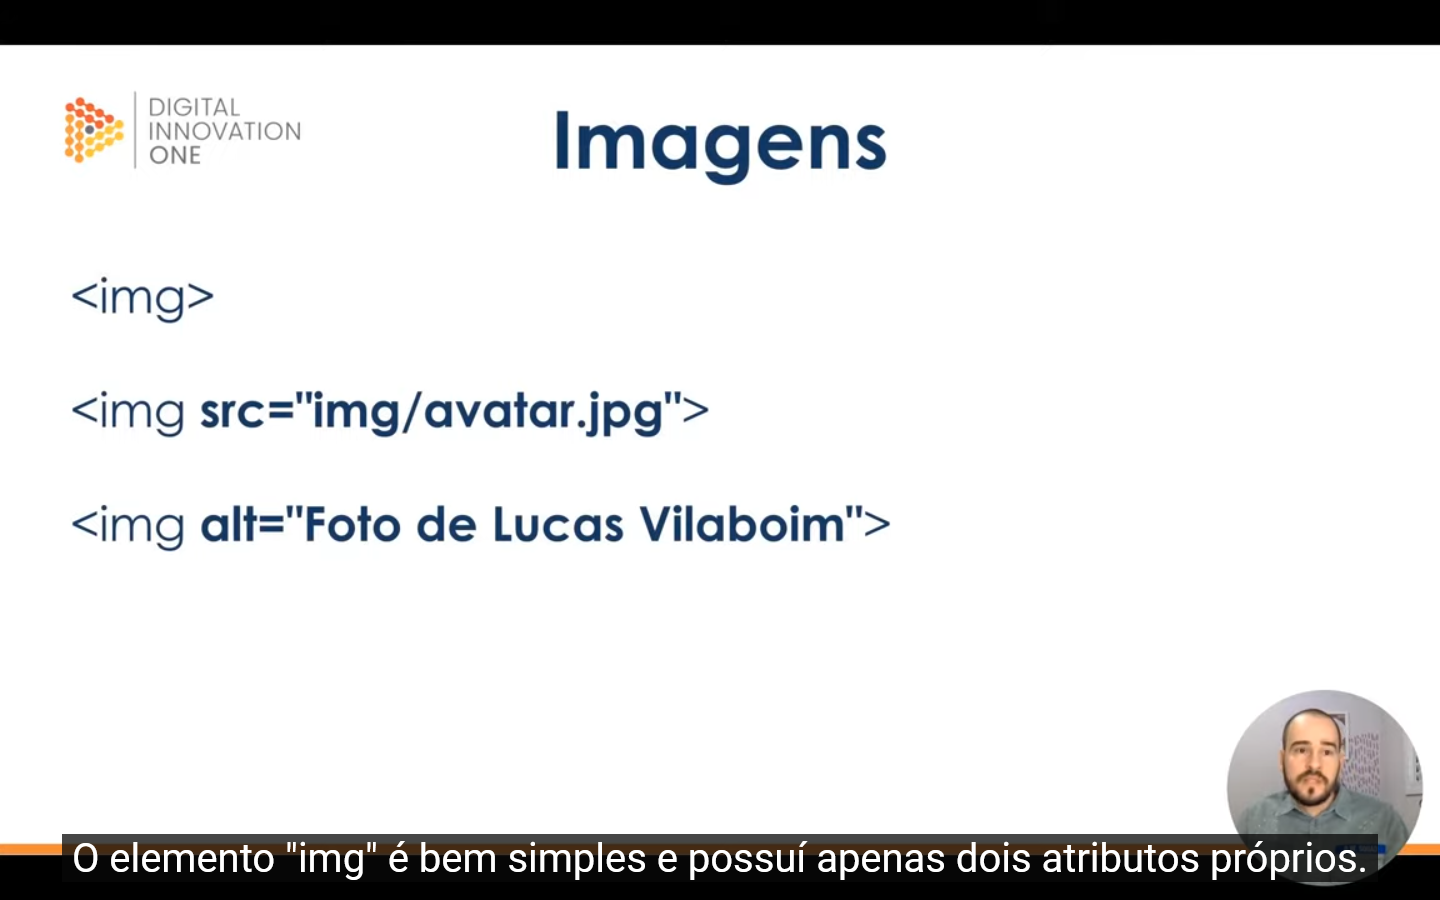 DIGITAL
INNOVATION
ONE
Imagens
<img>
<img src="img/avatar.jpg">
<img alt="Foto de Lucas Vilaboim">
O elemento "img" é bem simples e possuí apenas dois atributos próprios.